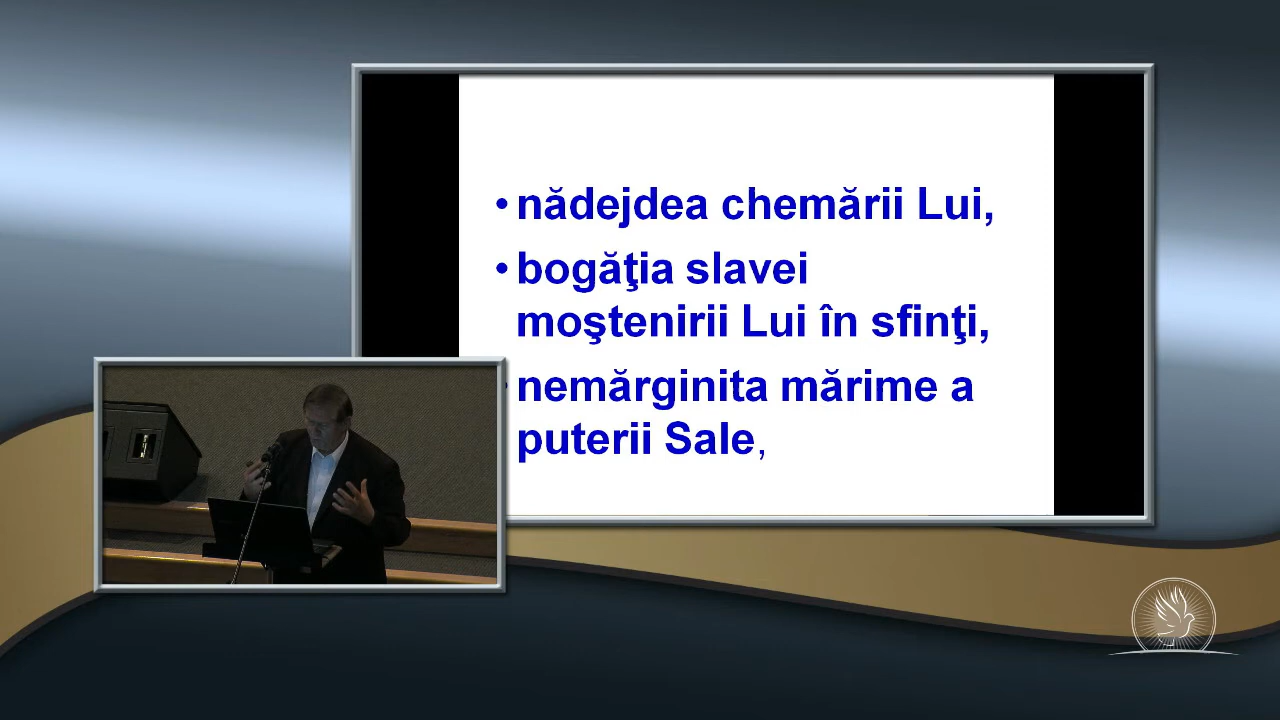 • nădejdea chemării Lui,
• bogăţia slavei
moştenirii Lui în sfinţi,
• nemărginita mărime a
puterii Sale,